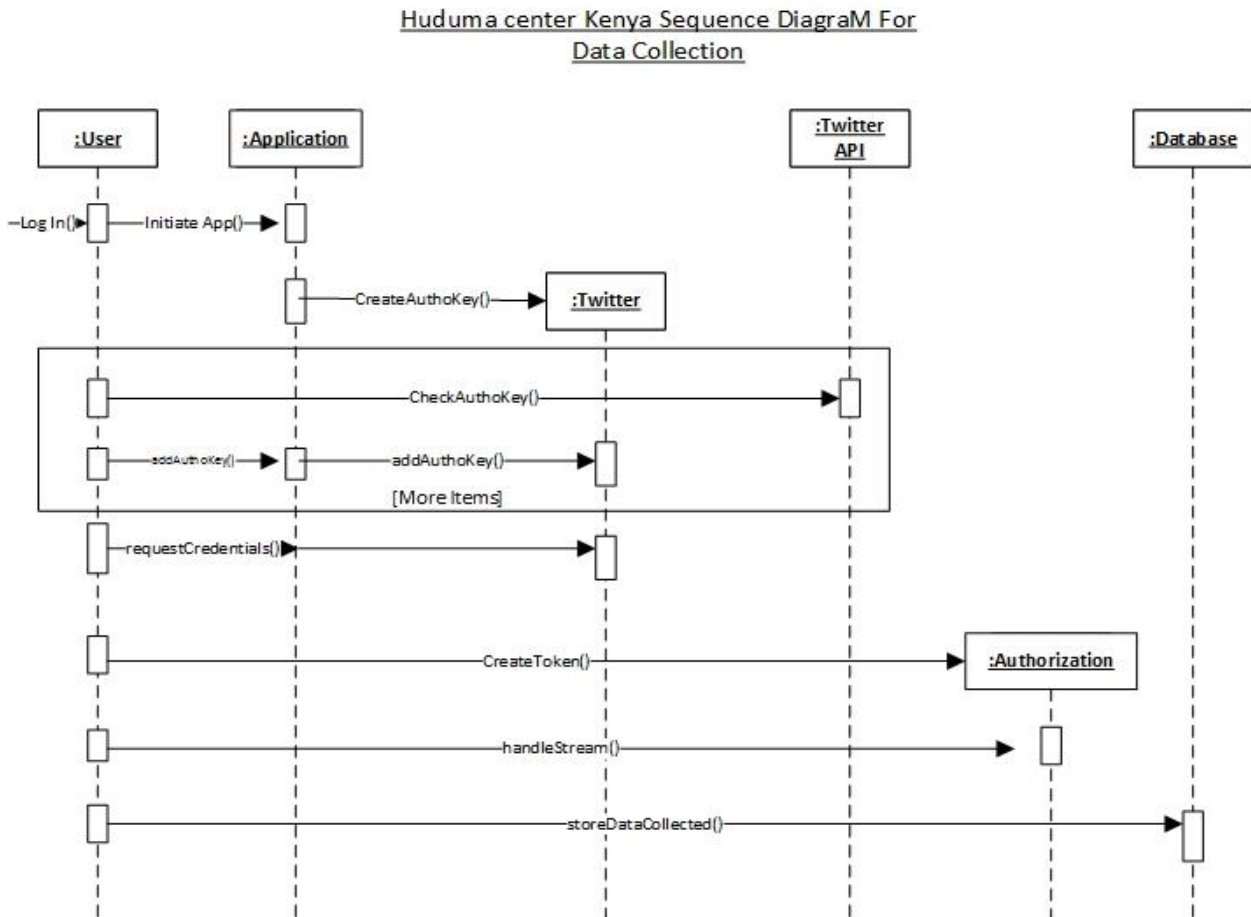 Huduma center Kenya Sequence DiagraM For
Data Collection
:User
:Application
:Twitter
API
:Database
Log In()
Initiate App()
CreateAuthoKey()
:Twitter
CheckAuthoKey()
addAuthoKey()
addAuthoKey()
[More Items]
requestCredentials()
CreateToken()
:Authorization
handleStream()
storeDataCollected()